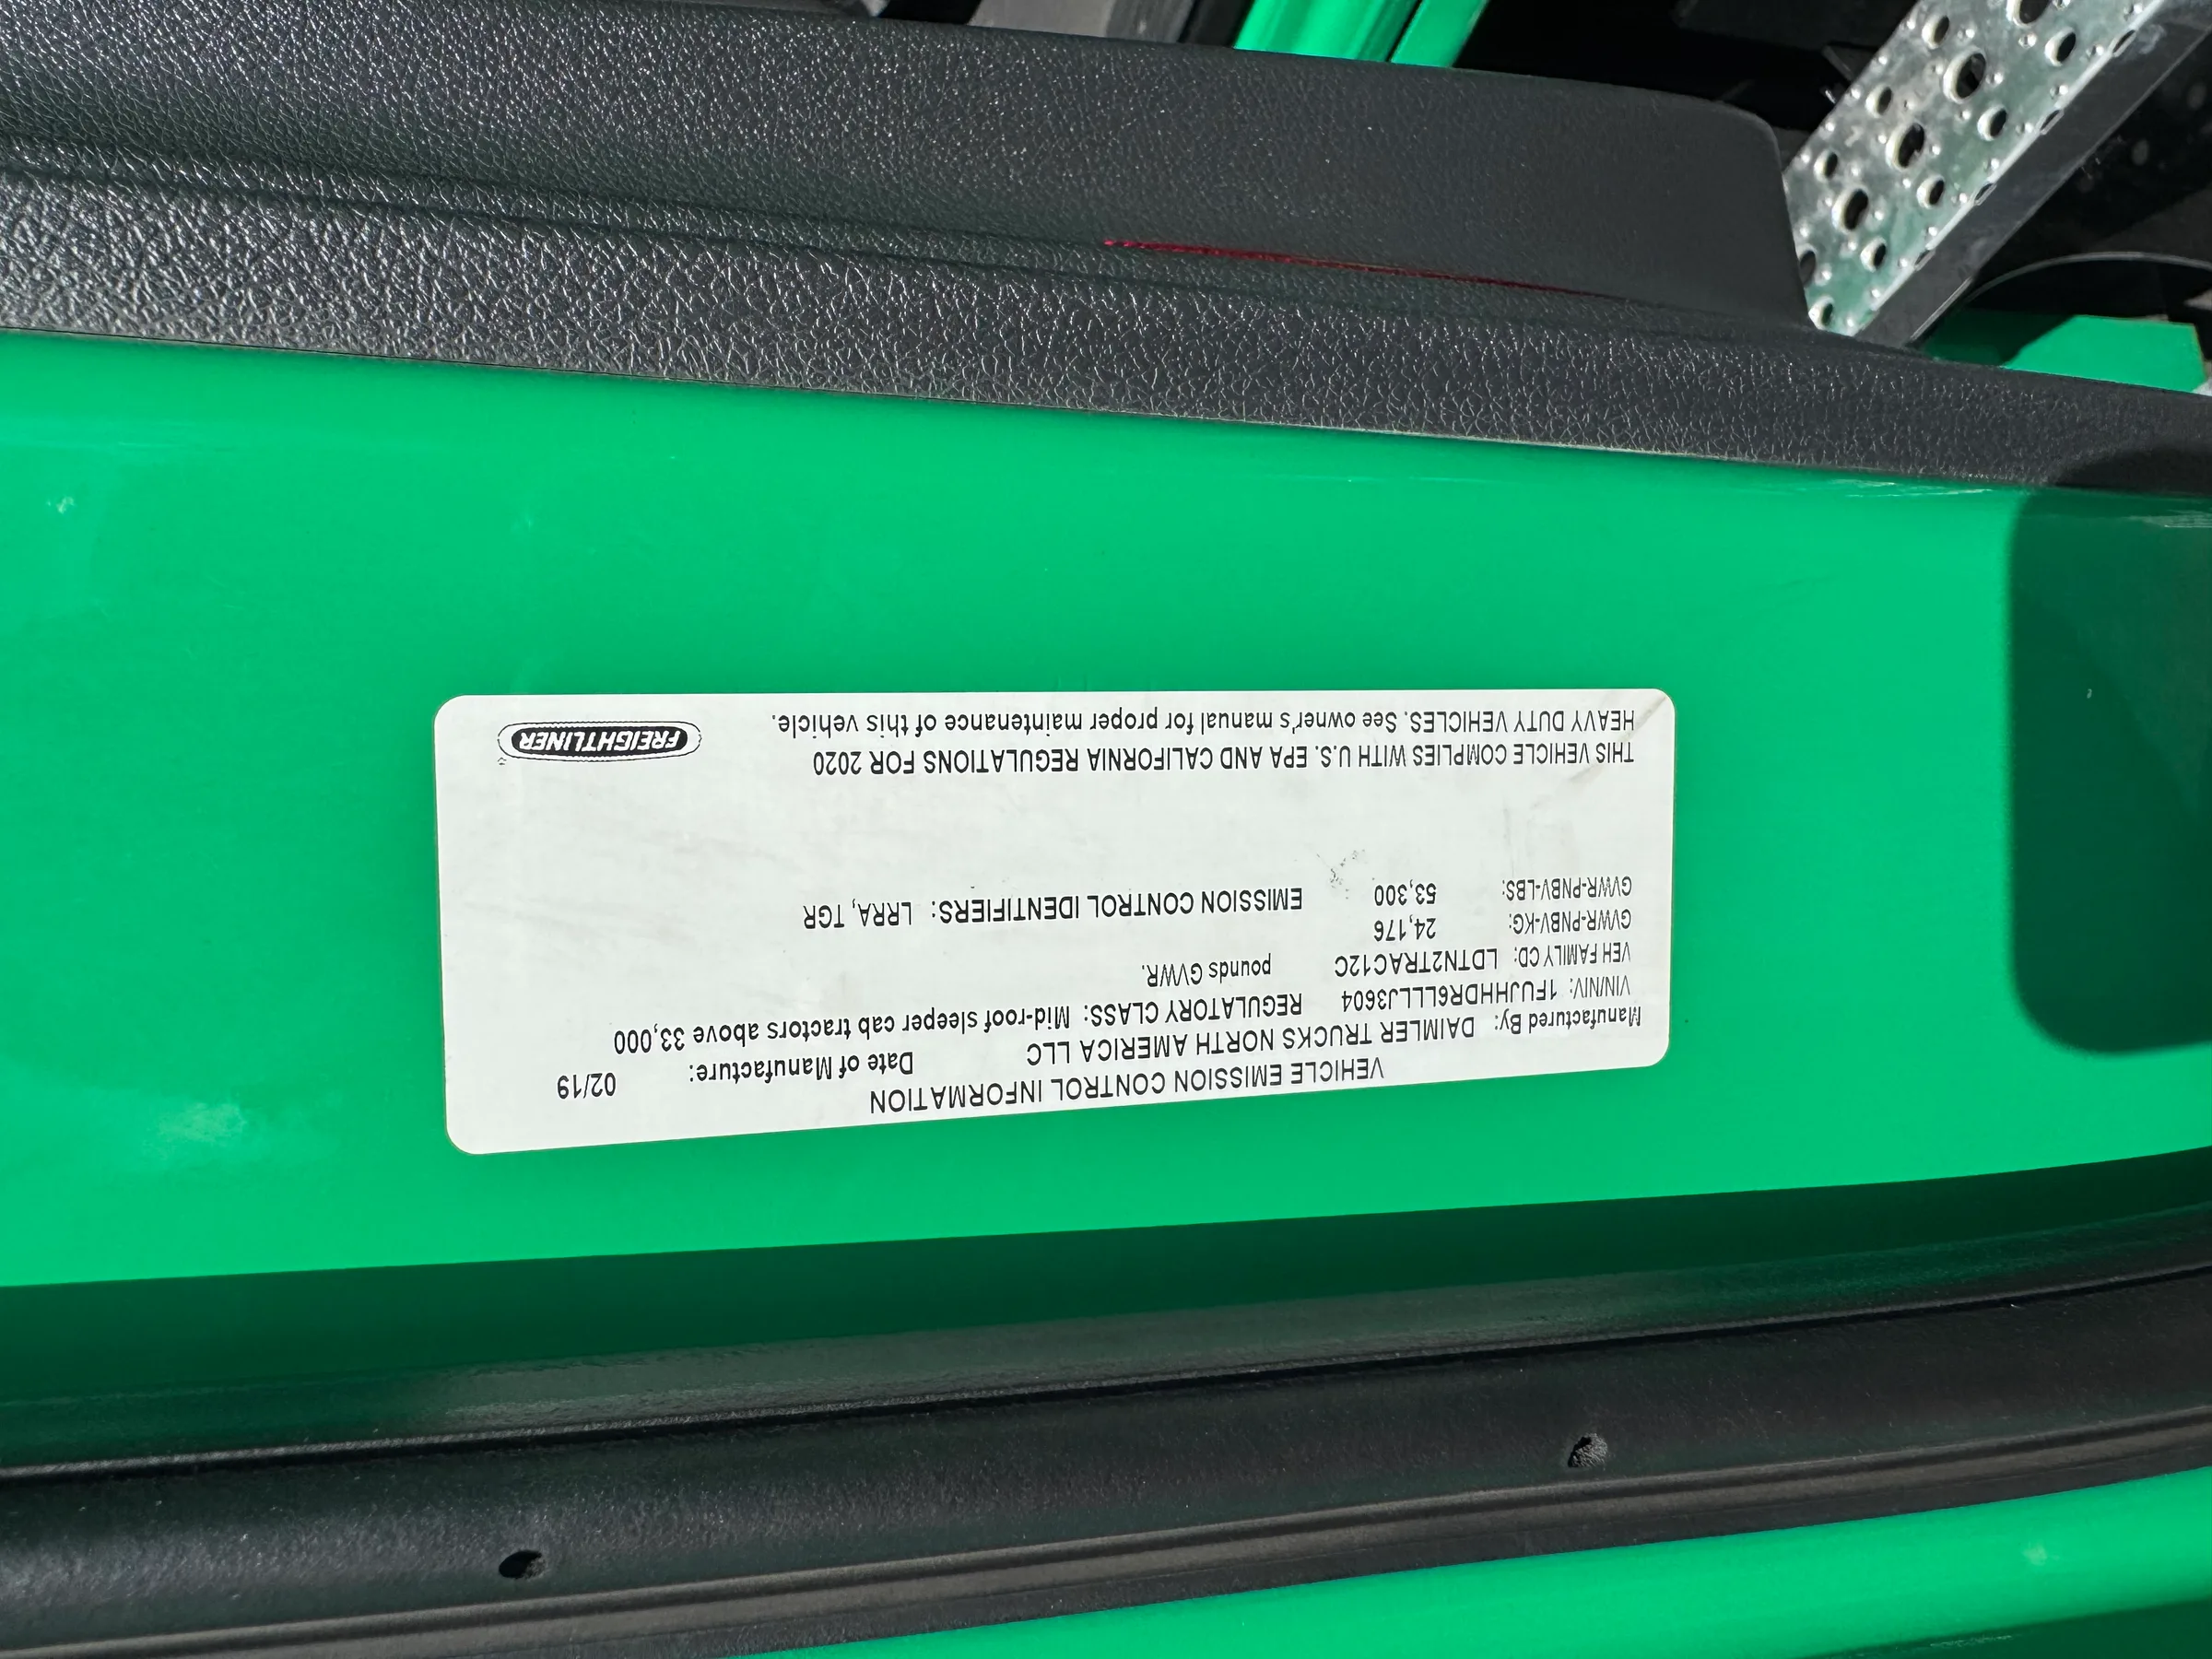 VEHICLE EMISSION CONTROL INFORMATION
Manufactured By: DAIMLER TRUCKS NORTH AMERICA LLC Date of Manufacture: 02/19
VIN/NIV: 1FUJHHDR6LLLJ3604 REGULATORY CLASS: Mid-roof sleeper cab tractors above 33,000
VEH FAMILY CD: LDTN2TRAC12C pounds GVWR.
GVWR-PNBV-KG: 24,176
GVWR-PNBV-LBS: 53,300 EMISSION CONTROL IDENTIFIERS: LRRA, TGR
THIS VEHICLE COMPLIES WITH U.S. EPA AND CALIFORNIA REGULATIONS FOR 2020
HEAVY DUTY VEHICLES. See owner's manual for proper maintenance of this vehicle.
FREIGHTLINER